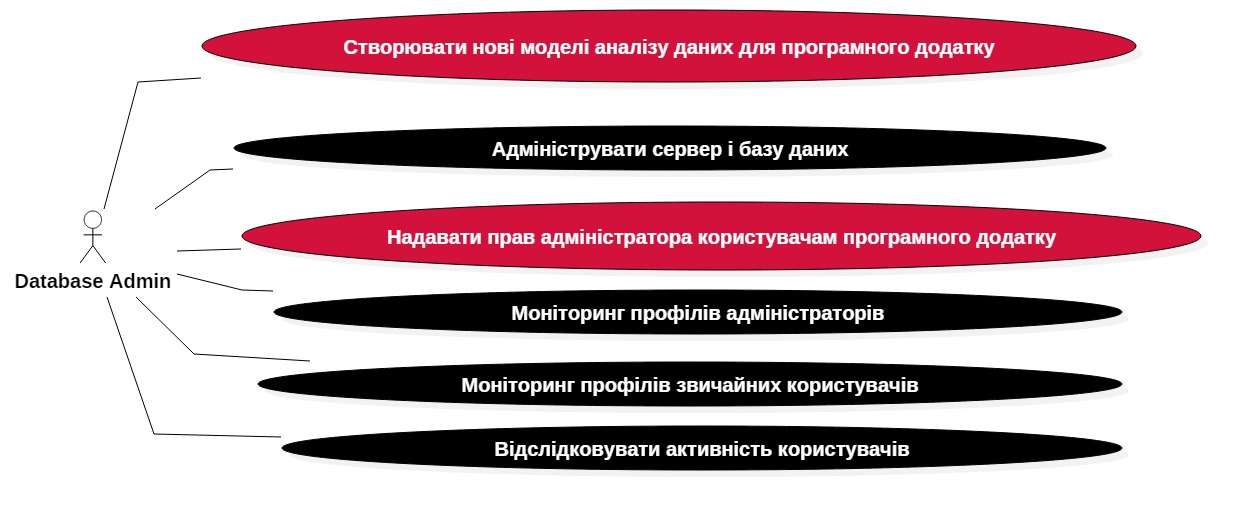 Створювати нові моделі аналізу даних для програмного додатку
Адмініструвати сервер і базу даних
Надавати прав адміністратора користувачам програмного додатку
Database Admin
Моніторинг профілів адміністраторів
Моніторинг профілів звичайних користувачів
Відслідковувати активність користувачів